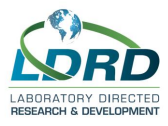 LDRD
LABORATORY DIRECTED
RESEARCH & DEVELOPMENT